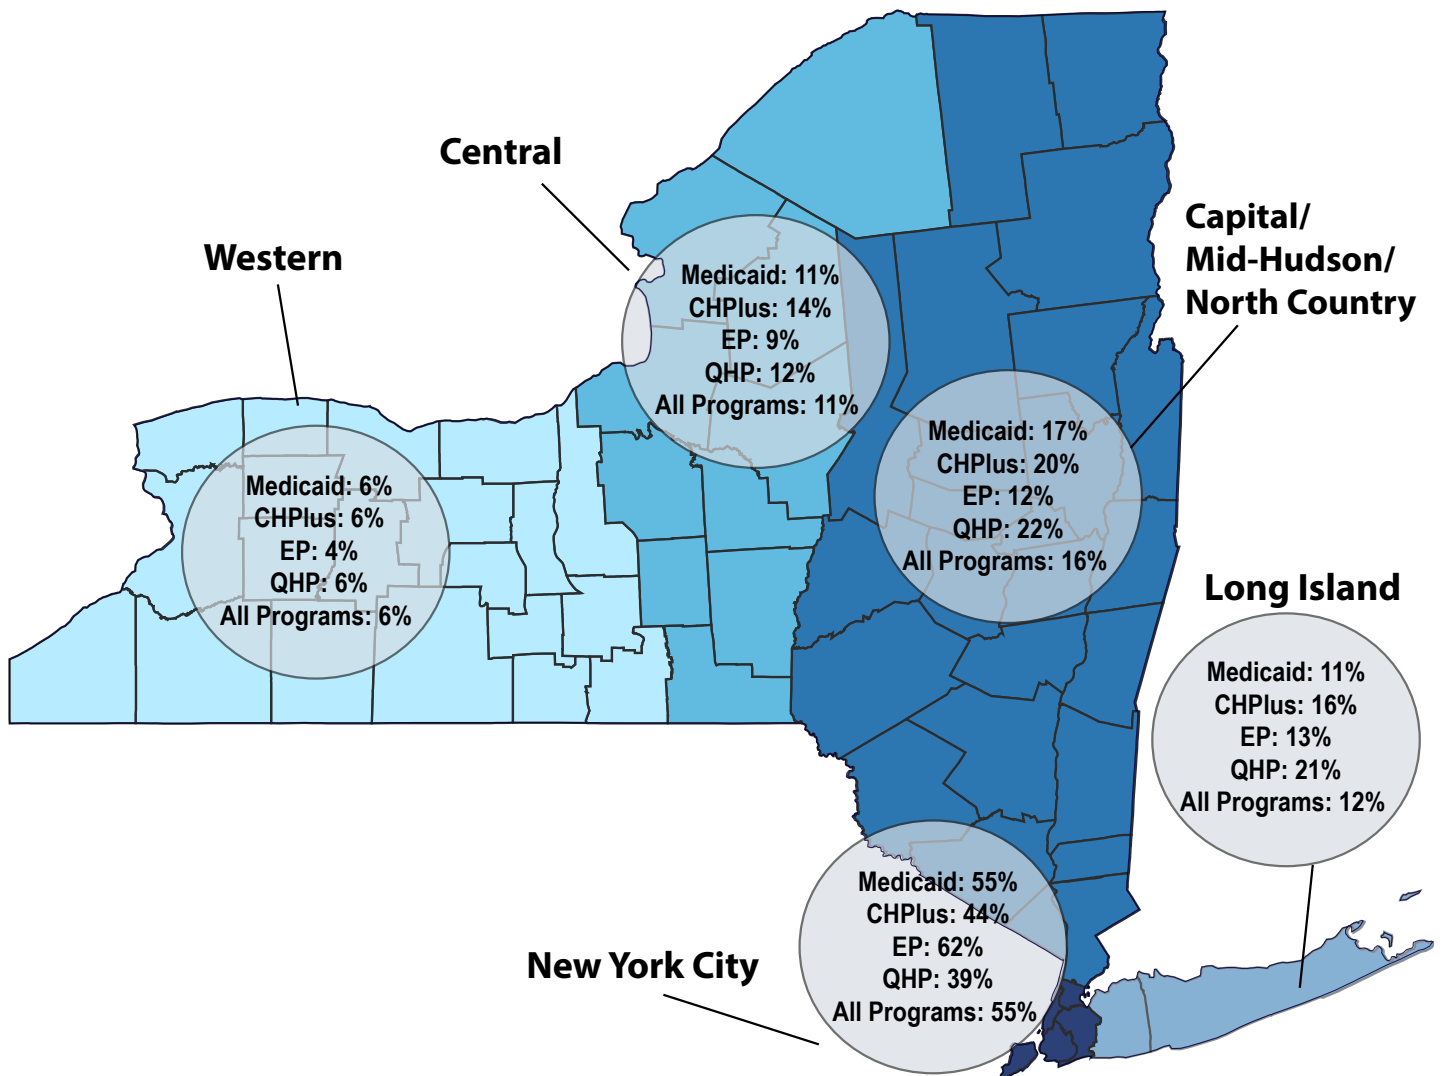 Central
Medicaid: 11%
CHPlus: 14%
EP: 9%
QHP: 12%
All Programs: 11%
Western
Medicaid: 6%
CHPlus: 6%
EP: 4%
QHP: 6%
All Programs: 6%
Capital/
Mid-Hudson/
North Country
Medicaid: 17%
CHPlus: 20%
EP: 12%
QHP: 22%
All Programs: 16%
Long Island
Medicaid: 11%
CHPlus: 16%
EP: 13%
QHP: 21%
All Programs: 12%
New York City
Medicaid: 55%
CHPlus: 44%
EP: 62%
QHP: 39%
All Programs: 55%